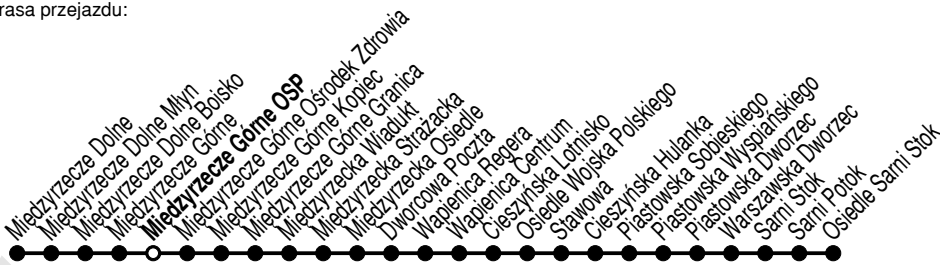 rasa przejazdu:
Międzyrzecze Dolne
Międzyrzecze Dolne Młyn
Międzyrzecze Dolne Boisko
Międzyrzecze Górne
Międzyrzecze Górne OSP
Międzyrzecze Górne Ośrodek Zdrowia
Międzyrzecze Górne Kopiec
Międzyrzecze Górne Granica
Międzyrzecka Wiadukt
Międzyrzecka Strażacka
Międzyrzecka Osiedle
Dworcowa Poczta
Wapienica Regera
Wapienica Centrum
Cieszyńska Lotnisko
Osiedle Wojska Polskiego
Stawowa
Cieszyńska Hulanka
Piastowska Sobieskiego
Piastowska Wyspiańskiego
Piastowska Dworzec
Warszawska Dworzec
Sarni Stok
Sarni Potok
Osiedle Sarni Stok